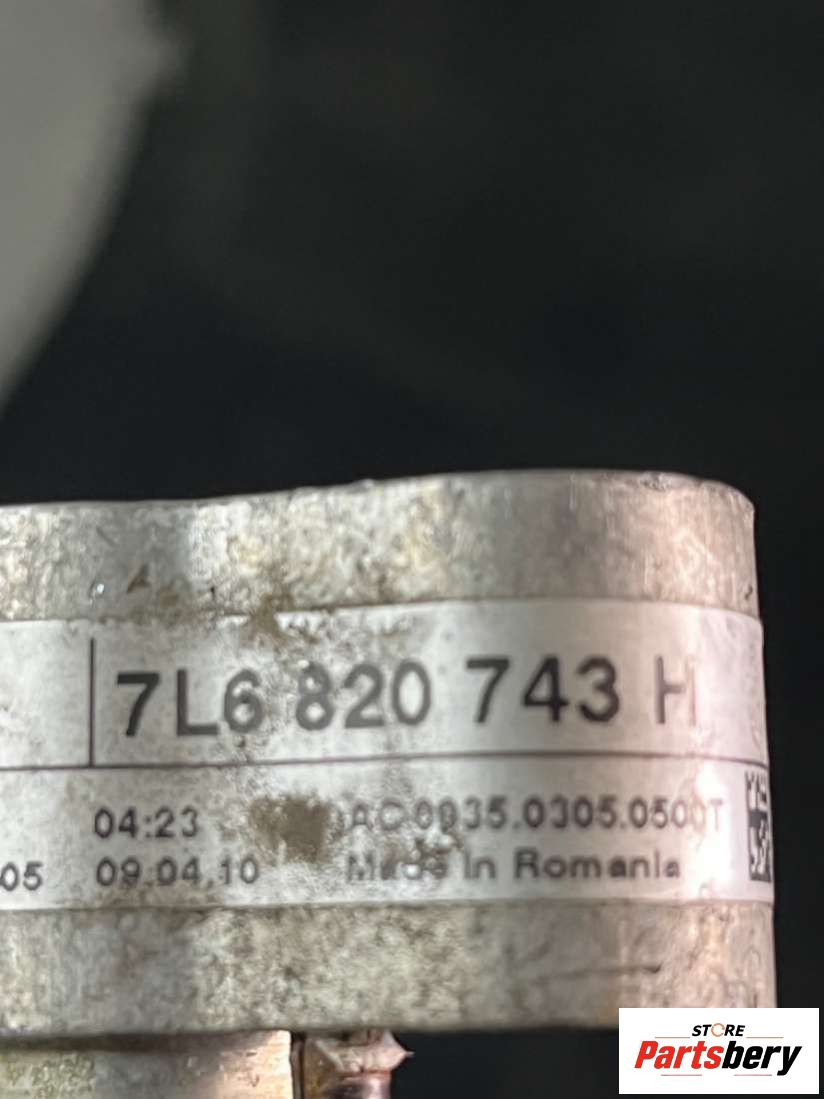 7L6 820 743 H
04:23 AC0935.0305.0500T
05 09.04.10 Made in Romania
STORE
Partsbery